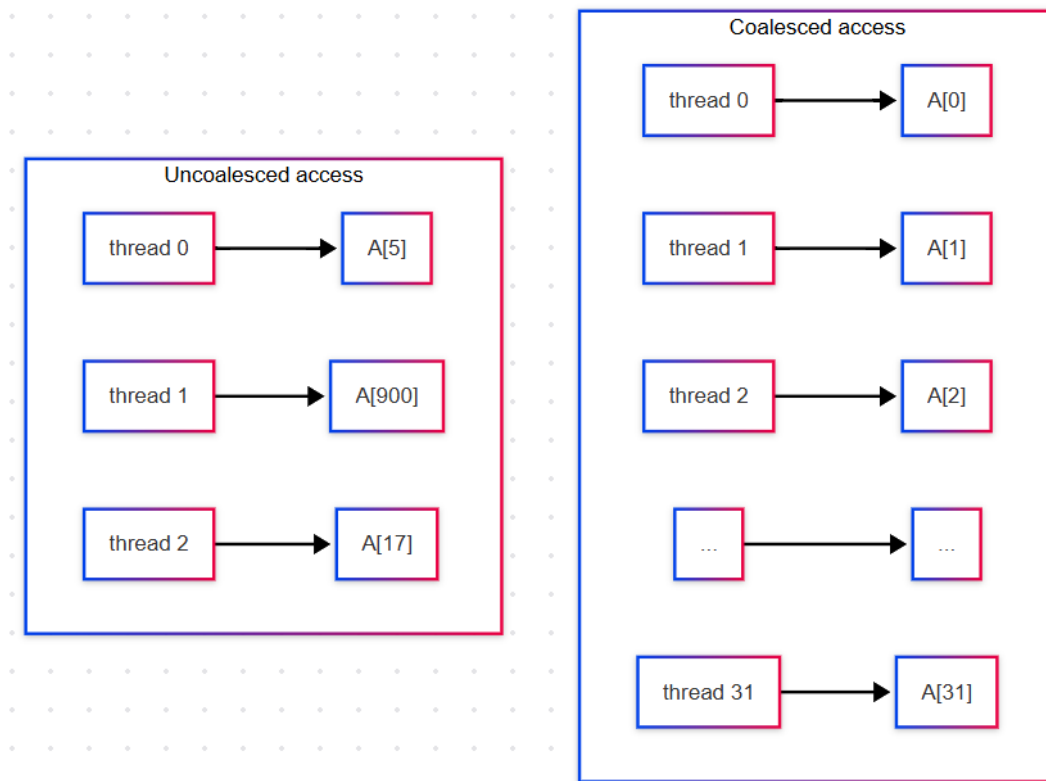 Uncoalesced access
thread 0
A[5]
thread 1
A[900]
thread 2
A[17]
Coalesced access
thread 0
A[0]
thread 1
A[1]
thread 2
A[2]
...
...
thread 31
A[31]